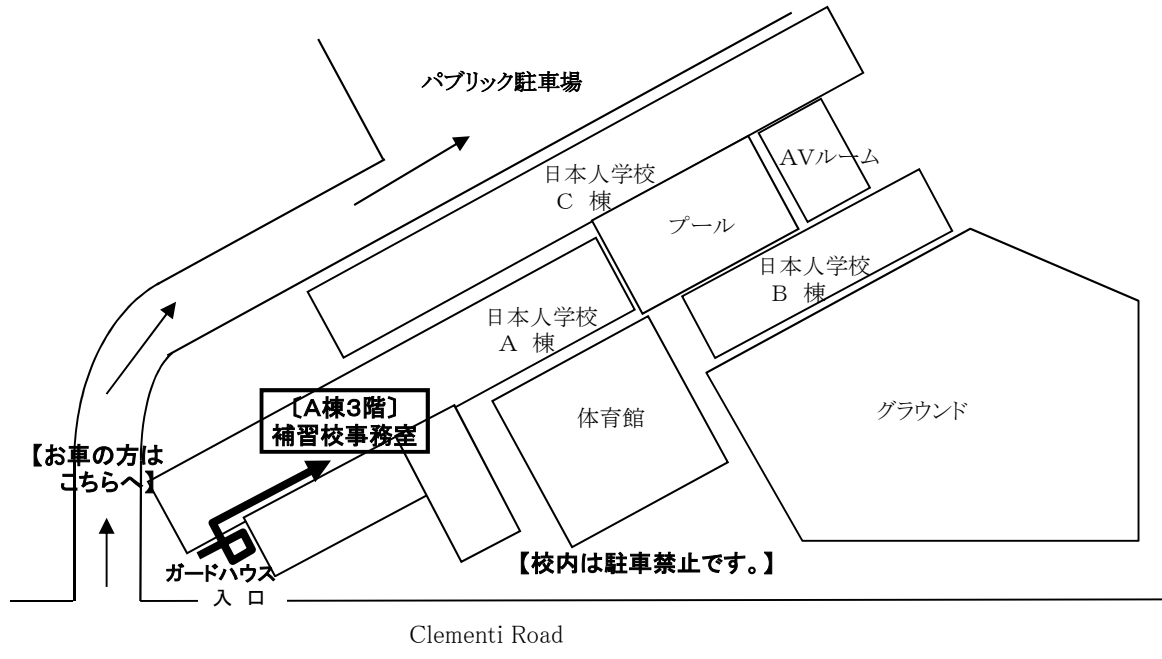 パブリック駐車場
AVルーム
日本人学校
C 棟
プール
日本人学校
B 棟
日本人学校
A 棟
〔A棟3階〕
補習校事務室
体育館
グラウンド
【お車の方は
こちらへ】
【校内は駐車禁止です。】
ガードハウス
入 口
Clementi Road